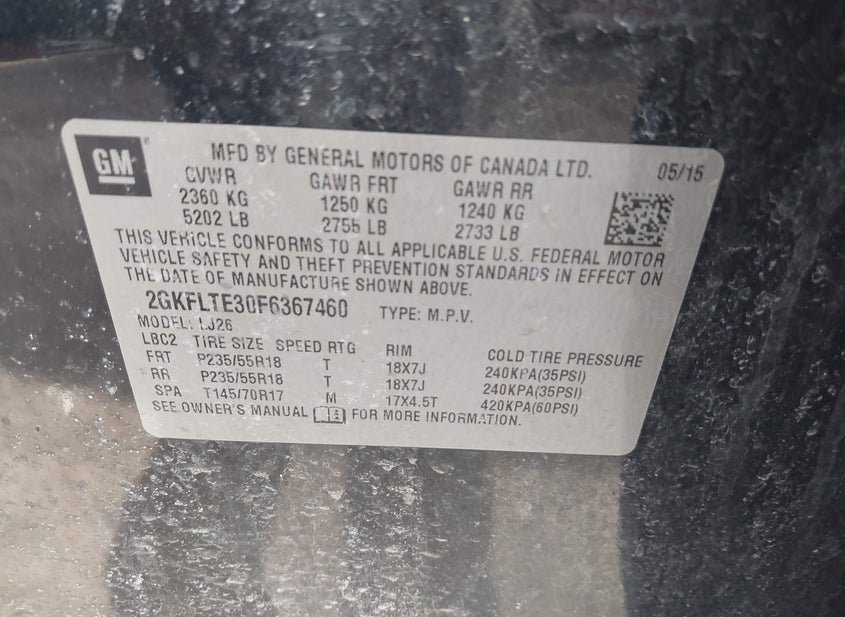 GM
MFD BY GENERAL MOTORS OF CANADA LTD. 05/15
GVWR GAWR FRT GAWR RR
2360 KG 1250 KG 1240 KG
5202 LB 2755 LB 2733 LB
THIS VEHICLE CONFORMS TO ALL APPLICABLE U.S. FEDERAL MOTOR
VEHICLE SAFETY AND THEFT PREVENTION STANDARDS IN EFFECT ON
THE DATE OF MANUFACTURE SHOWN ABOVE.
2GKFLTE30F6367460 TYPE: M.P.V.
MODEL: LJ26
LBC2 TIRE SIZE SPEED RTG RIM COLD TIRE PRESSURE
FRT P235/55R18 T 18X7J 240KPA(35PSI)
RR P235/55R18 T 18X7J 240KPA(35PSI)
SPA T145/70R17 M 17X4.5T 420KPA(60PSI)
SEE OWNER'S MANUAL FOR MORE INFORMATION.